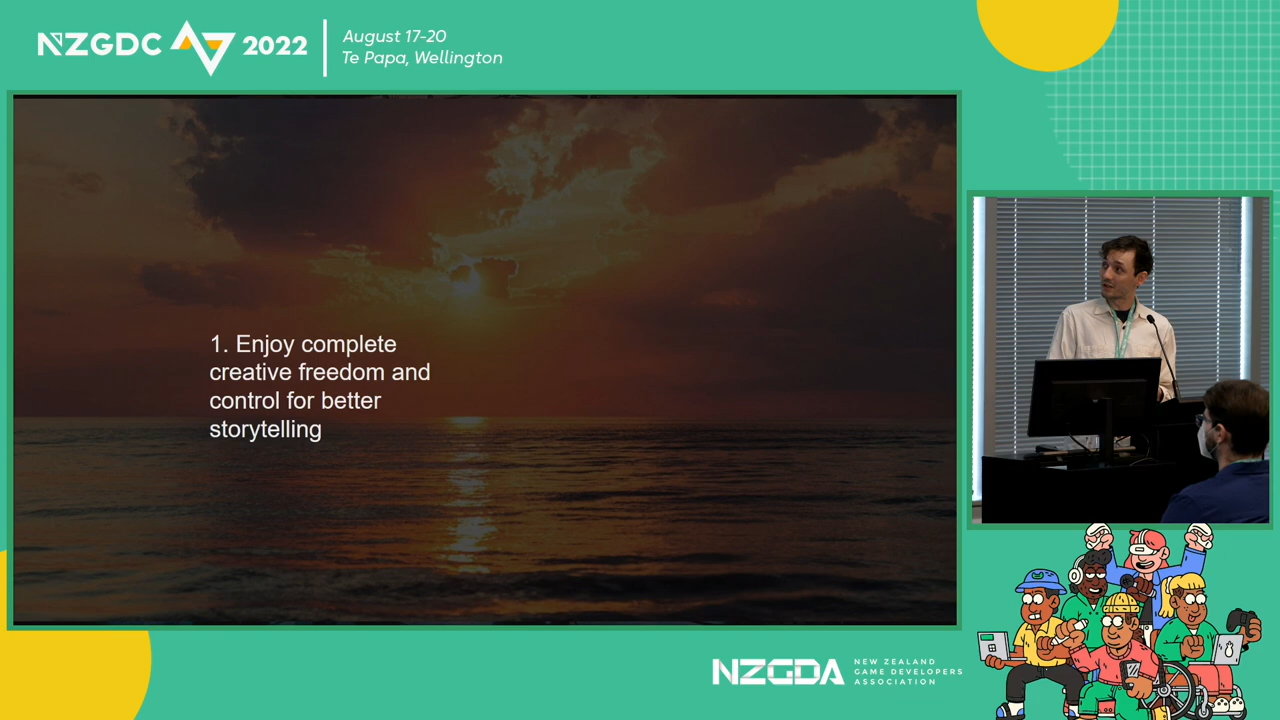 NZGDC 2022
August 17-20
Te Papa, Wellington
1. Enjoy complete
creative freedom and
control for better
storytelling
NZGDA
NEW ZEALAND
GAME DEVELOPERS
ASSOCIATION